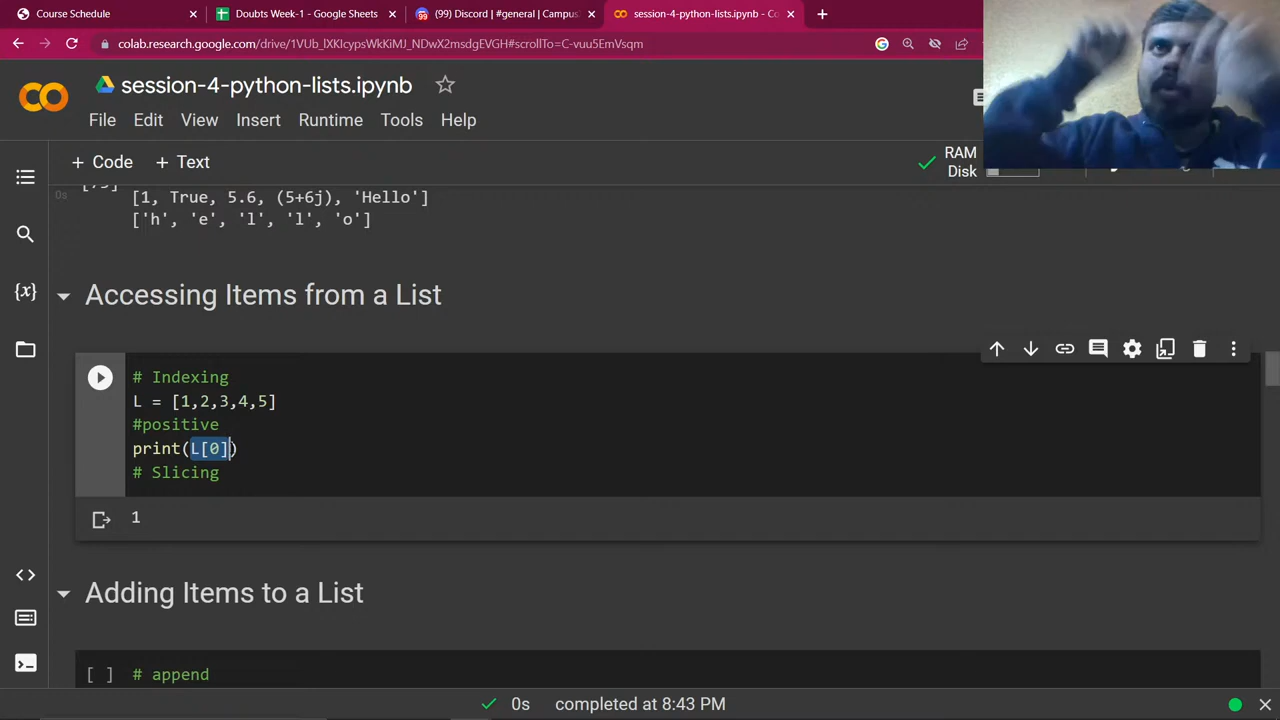 Course Schedule
Doubts Week-1 - Google Sheets
(99) Discord | #general | Campus
session-4-python-lists.ipynb - Co
colab.research.google.com/drive/1VUb_lXKIcypsWkKiMJ_NDwX2msdgEVGH#scrollTo=C-vuu5EmVsqm
session-4-python-lists.ipynb
File Edit View Insert Runtime Tools Help
+ Code + Text
RAM
Disk
0s
[1, True, 5.6, (5+6j), 'Hello']
['h', 'e', 'l', 'l', 'o']
Accessing Items from a List
# Indexing
L = [1,2,3,4,5]
#positive
print(L[0])
# Slicing
1
Adding Items to a List
[ ] # append
0s completed at 8:43 PM